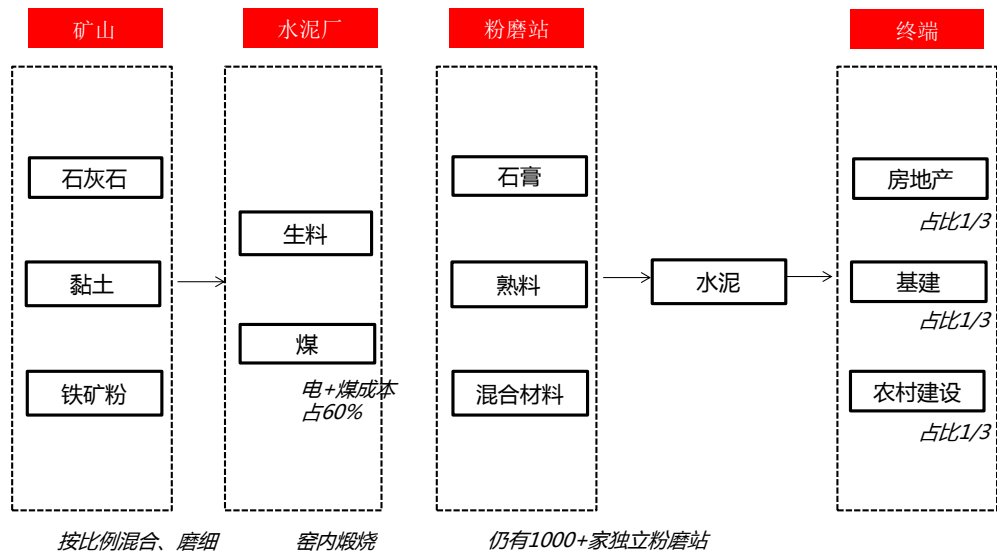 矿山
水泥厂
粉磨站
终端
石灰石
黏土
铁矿粉
生料
煤
电+煤成本
占60%
石膏
熟料
混合材料
水泥
房地产
占比1/3
基建
占比1/3
农村建设
占比1/3
按比例混合、磨细
窑内煅烧
仍有1000+家独立粉磨站